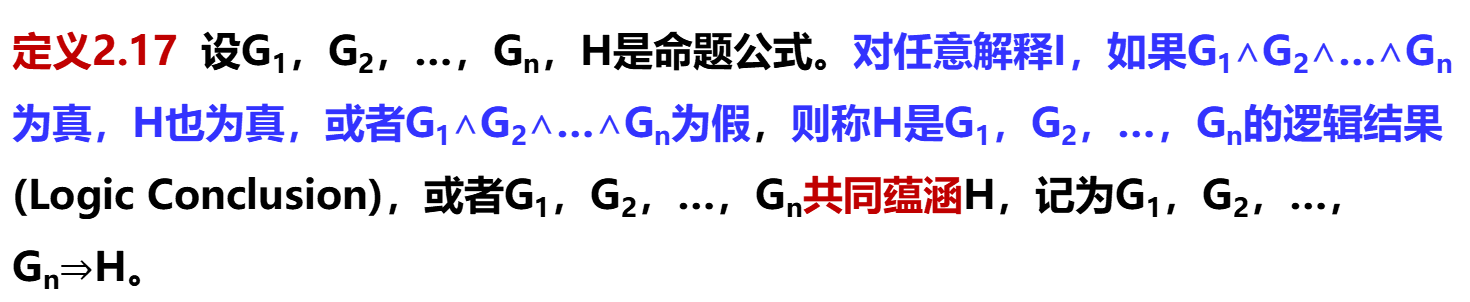 定义2.17 设G₁，G₂，…，Gₙ，H是命题公式。对任意解释I，如果G₁∧G₂∧…∧Gₙ
为真，H也为真，或者G₁∧G₂∧…∧Gₙ为假，则称H是G₁，G₂，…，Gₙ的逻辑结果
(Logic Conclusion)，或者G₁，G₂，…，Gₙ共同蕴涵H，记为G₁，G₂，…，
Gₙ⇒H。